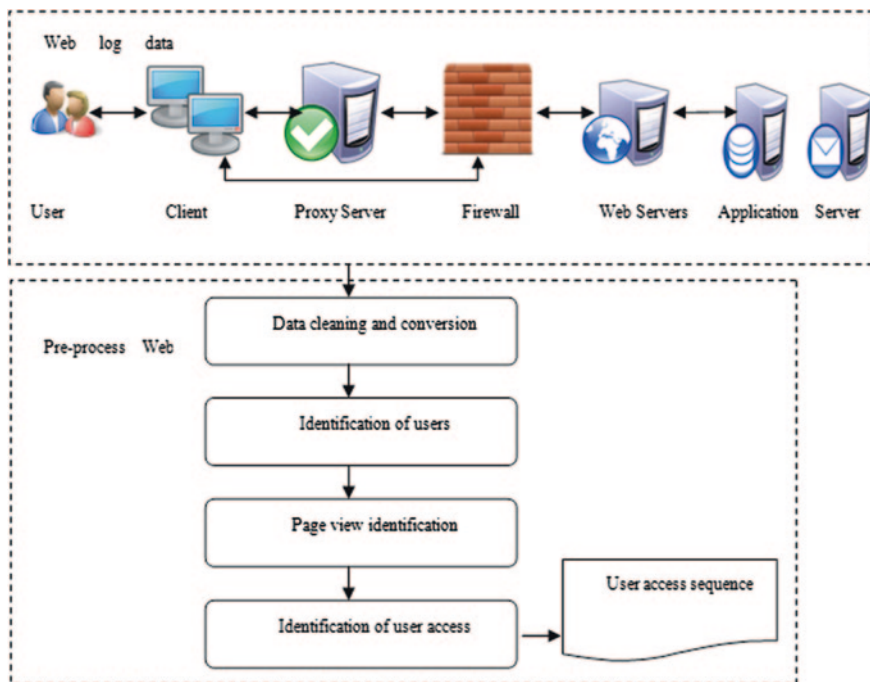 Web log data
User Client Proxy Server Firewall Web Servers Application Server
Data cleaning and conversion
Pre-process Web
Identification of users
Page view identification
User access sequence
Identification of user access